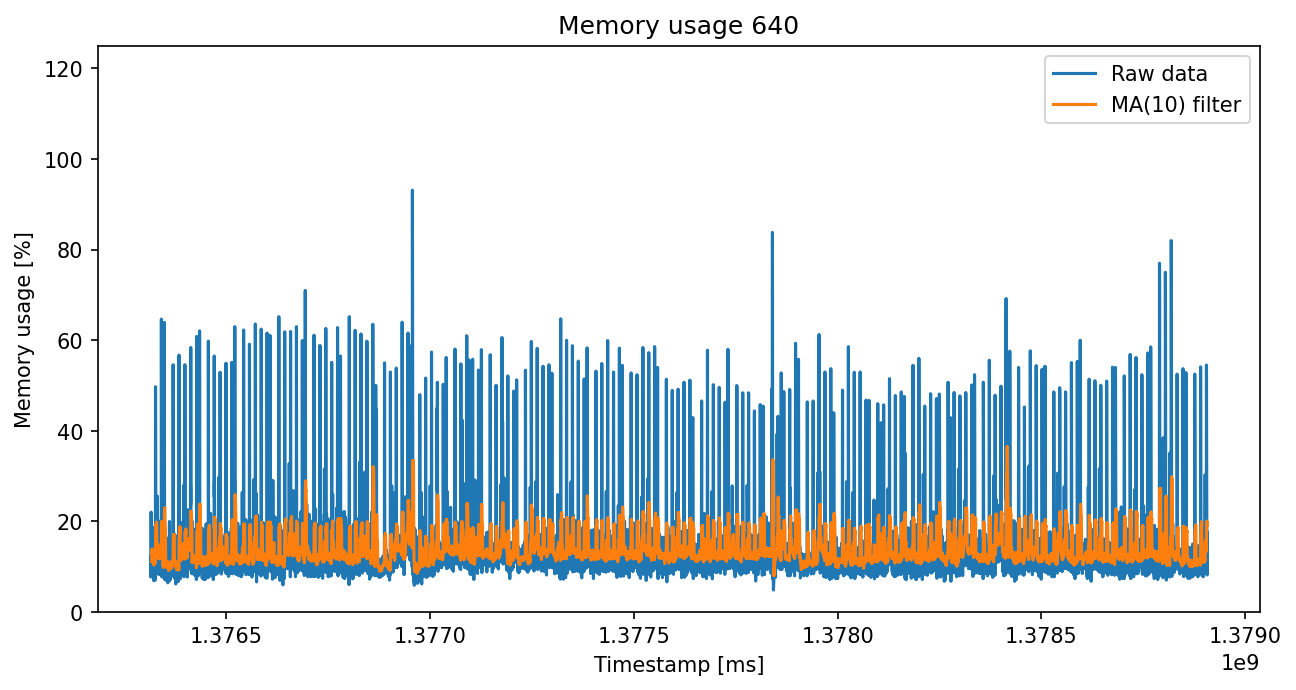 Memory usage 640
Raw data
MA(10) filter
Memory usage [%]
120
100
80
60
40
20
0
1.3765
1.3770
1.3775
1.3780
1.3785
1.3790
1e9
Timestamp [ms]